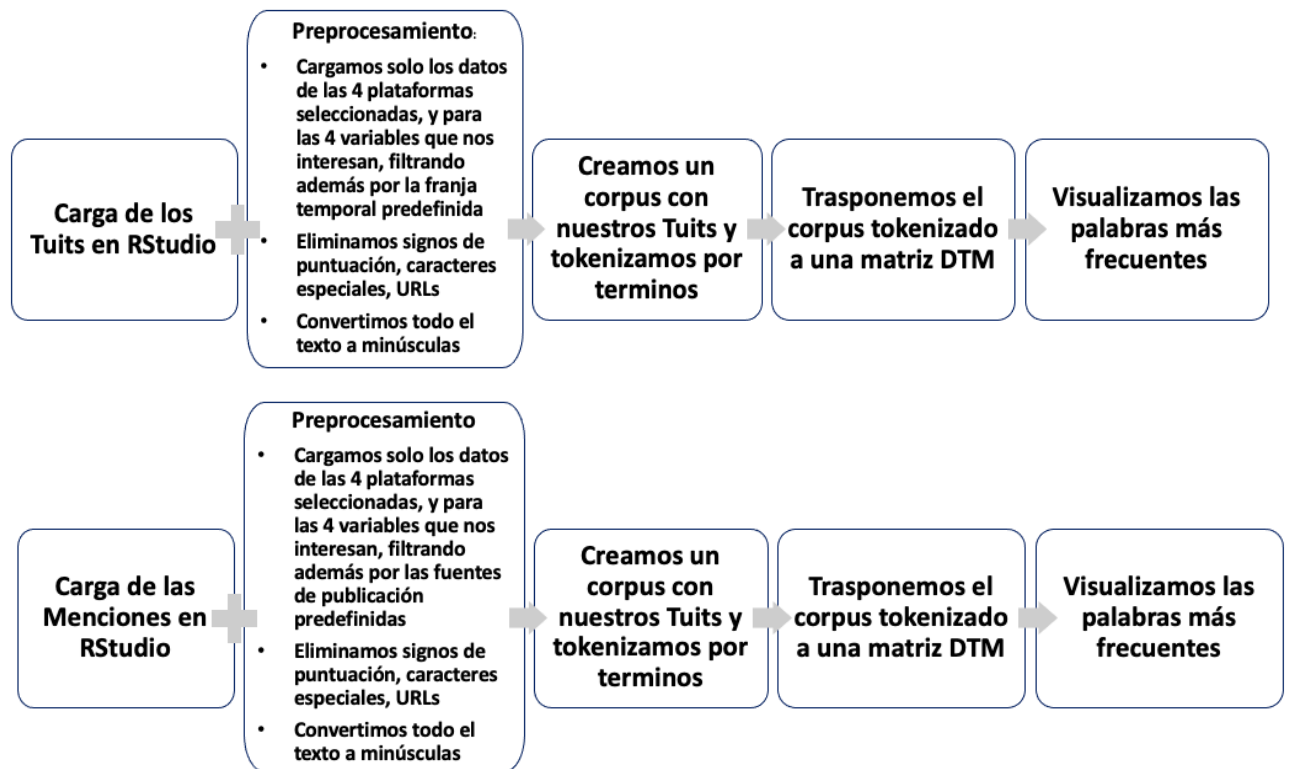 Carga de los
Tuits en RStudio
Preprocesamiento:
• Cargamos solo los datos
de las 4 plataformas
seleccionadas, y para
las 4 variables que nos
interesan, filtrando
además por la franja
temporal predefinida
• Eliminamos signos de
puntuación, caracteres
especiales, URLs
• Convertimos todo el
texto a minúsculas
Creamos un
corpus con
nuestros Tuits y
tokenizamos por
terminos
Trasponemos el
corpus tokenizado
a una matriz DTM
Visualizamos las
palabras más
frecuentes
Carga de las
Menciones en
RStudio
Preprocesamiento
• Cargamos solo los datos
de las 4 plataformas
seleccionadas, y para
las 4 variables que nos
interesan, filtrando
además por las fuentes
de publicación
predefinidas
• Eliminamos signos de
puntuación, caracteres
especiales, URLs
• Convertimos todo el
texto a minúsculas
Creamos un
corpus con
nuestros Tuits y
tokenizamos por
terminos
Trasponemos el
corpus tokenizado
a una matriz DTM
Visualizamos las
palabras más
frecuentes